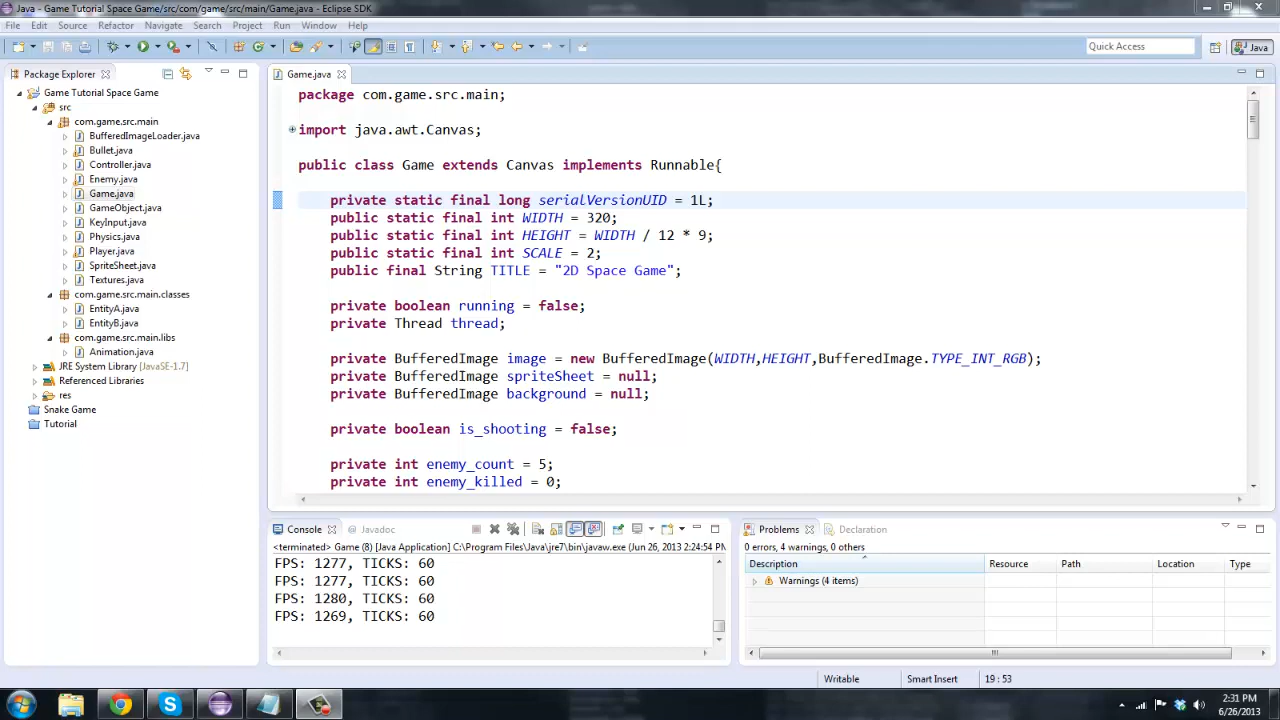 Java - Game Tutorial Space Game/src/com/game/src/main/Game.java - Eclipse SDK
File Edit Source Refactor Navigate Search Project Run Window Help
Quick Access
Java
Package Explorer
Game Tutorial Space Game
src
com.game.src.main
BufferedImageLoader.java
Bullet.java
Controller.java
Enemy.java
Game.java
GameObject.java
KeyInput.java
Physics.java
Player.java
SpriteSheet.java
Textures.java
com.game.src.main.classes
EntityA.java
EntityB.java
com.game.src.main.libs
Animation.java
JRE System Library [JavaSE-1.7]
Referenced Libraries
res
Snake Game
Tutorial
Game.java
package com.game.src.main;
import java.awt.Canvas;
public class Game extends Canvas implements Runnable{
private static final long serialVersionUID = 1L;
public static final int WIDTH = 320;
public static final int HEIGHT = WIDTH / 12 * 9;
public static final int SCALE = 2;
public final String TITLE = "2D Space Game";
private boolean running = false;
private Thread thread;
private BufferedImage image = new BufferedImage(WIDTH,HEIGHT,BufferedImage.TYPE_INT_RGB);
private BufferedImage spriteSheet = null;
private BufferedImage background = null;
private boolean is_shooting = false;
private int enemy_count = 5;
private int enemy_killed = 0;
Console Javadoc
<terminated> Game (8) [Java Application] C:\Program Files\Java\jre7\bin\javaw.exe (Jun 26, 2013 2:24:54 PM)
FPS: 1277, TICKS: 60
FPS: 1277, TICKS: 60
FPS: 1280, TICKS: 60
FPS: 1269, TICKS: 60
Problems Declaration
0 errors, 4 warnings, 0 others
Description Resource Path Location Type
Warnings (4 items)
Writable Smart Insert 19 : 53
2:31 PM
6/26/2013